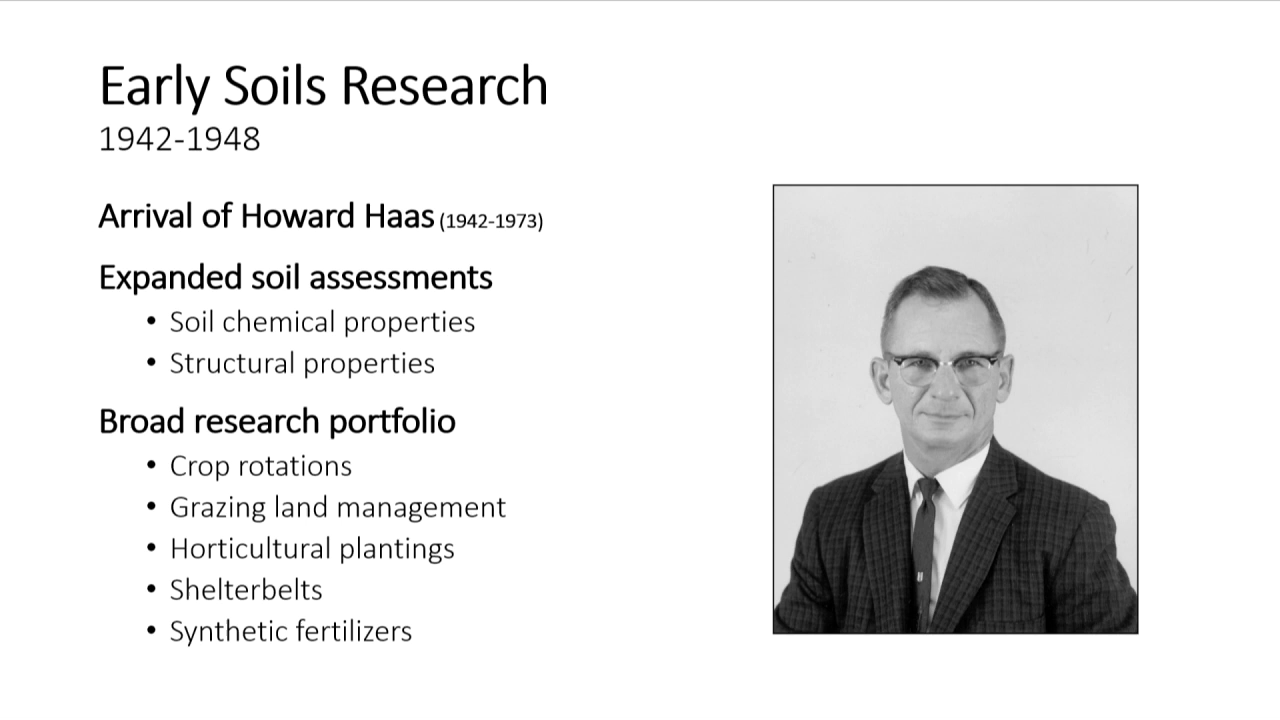 Early Soils Research
1942-1948
Arrival of Howard Haas (1942-1973)
Expanded soil assessments
• Soil chemical properties
• Structural properties
Broad research portfolio
• Crop rotations
• Grazing land management
• Horticultural plantings
• Shelterbelts
• Synthetic fertilizers